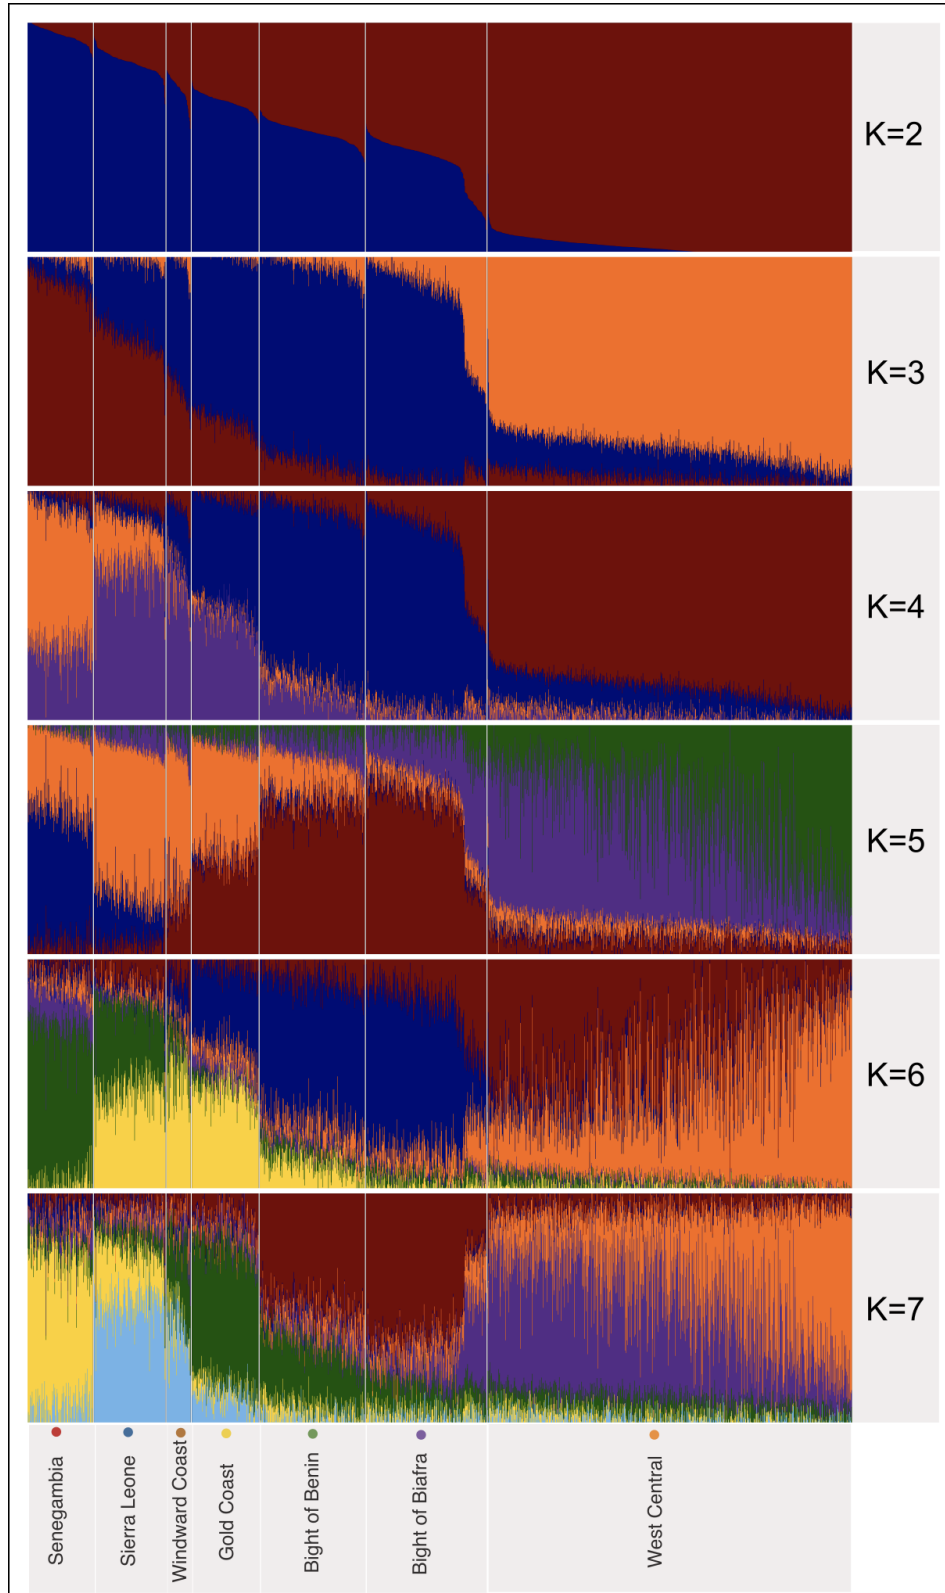 K=2
K=3
K=4
K=5
K=6
K=7
Senegambia
Sierra Leone
Windward Coast
Gold Coast
Bight of Benin
Bight of Biafra
West Central